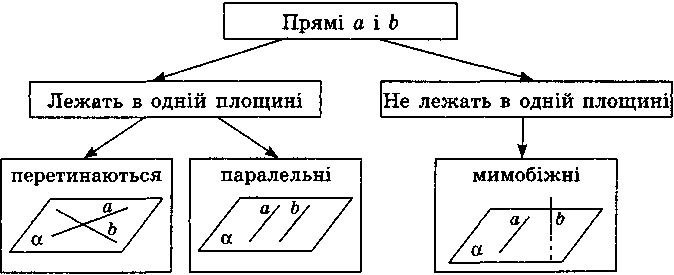 Прямі a і b
Лежать в одній площині
Не лежать в одній площині
перетинаються
a
b
α
паралельні
a b
α
мимобіжні
a b
α